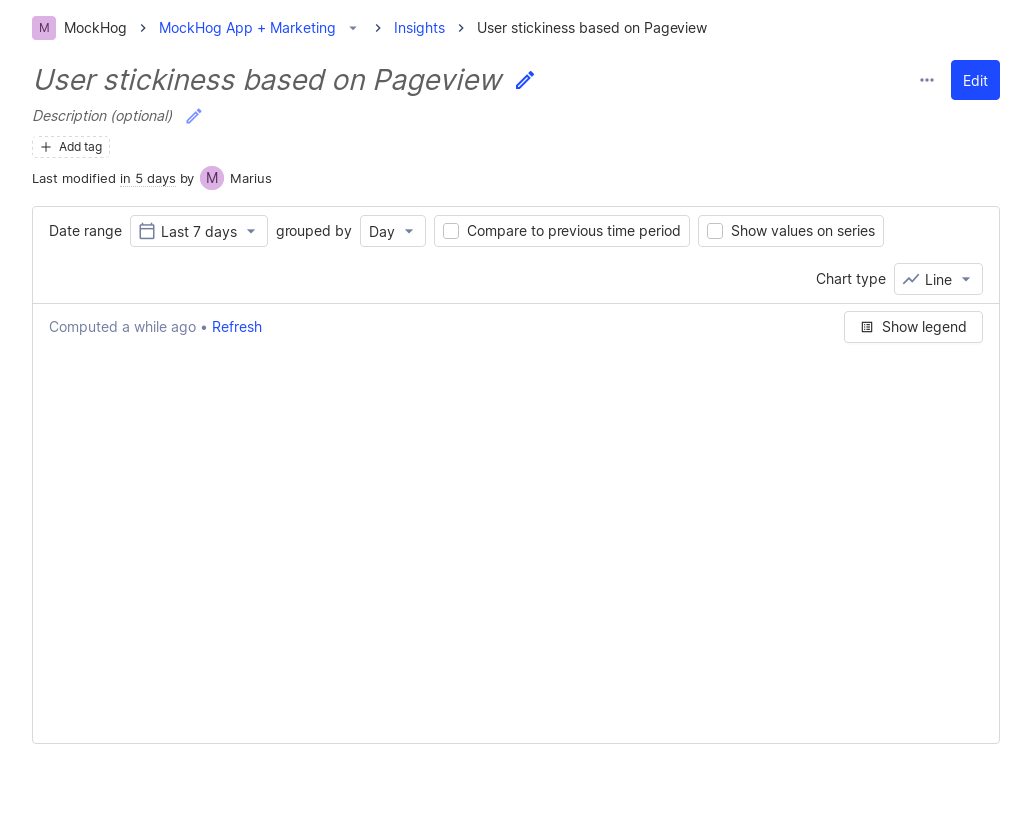 M MockHog MockHog App + Marketing Insights User stickiness based on Pageview
User stickiness based on Pageview
Edit
Description (optional)
Add tag
Last modified in 5 days by M Marius
Date range Last 7 days grouped by Day Compare to previous time period Show values on series
Chart type Line
Computed a while ago • Refresh
Show legend